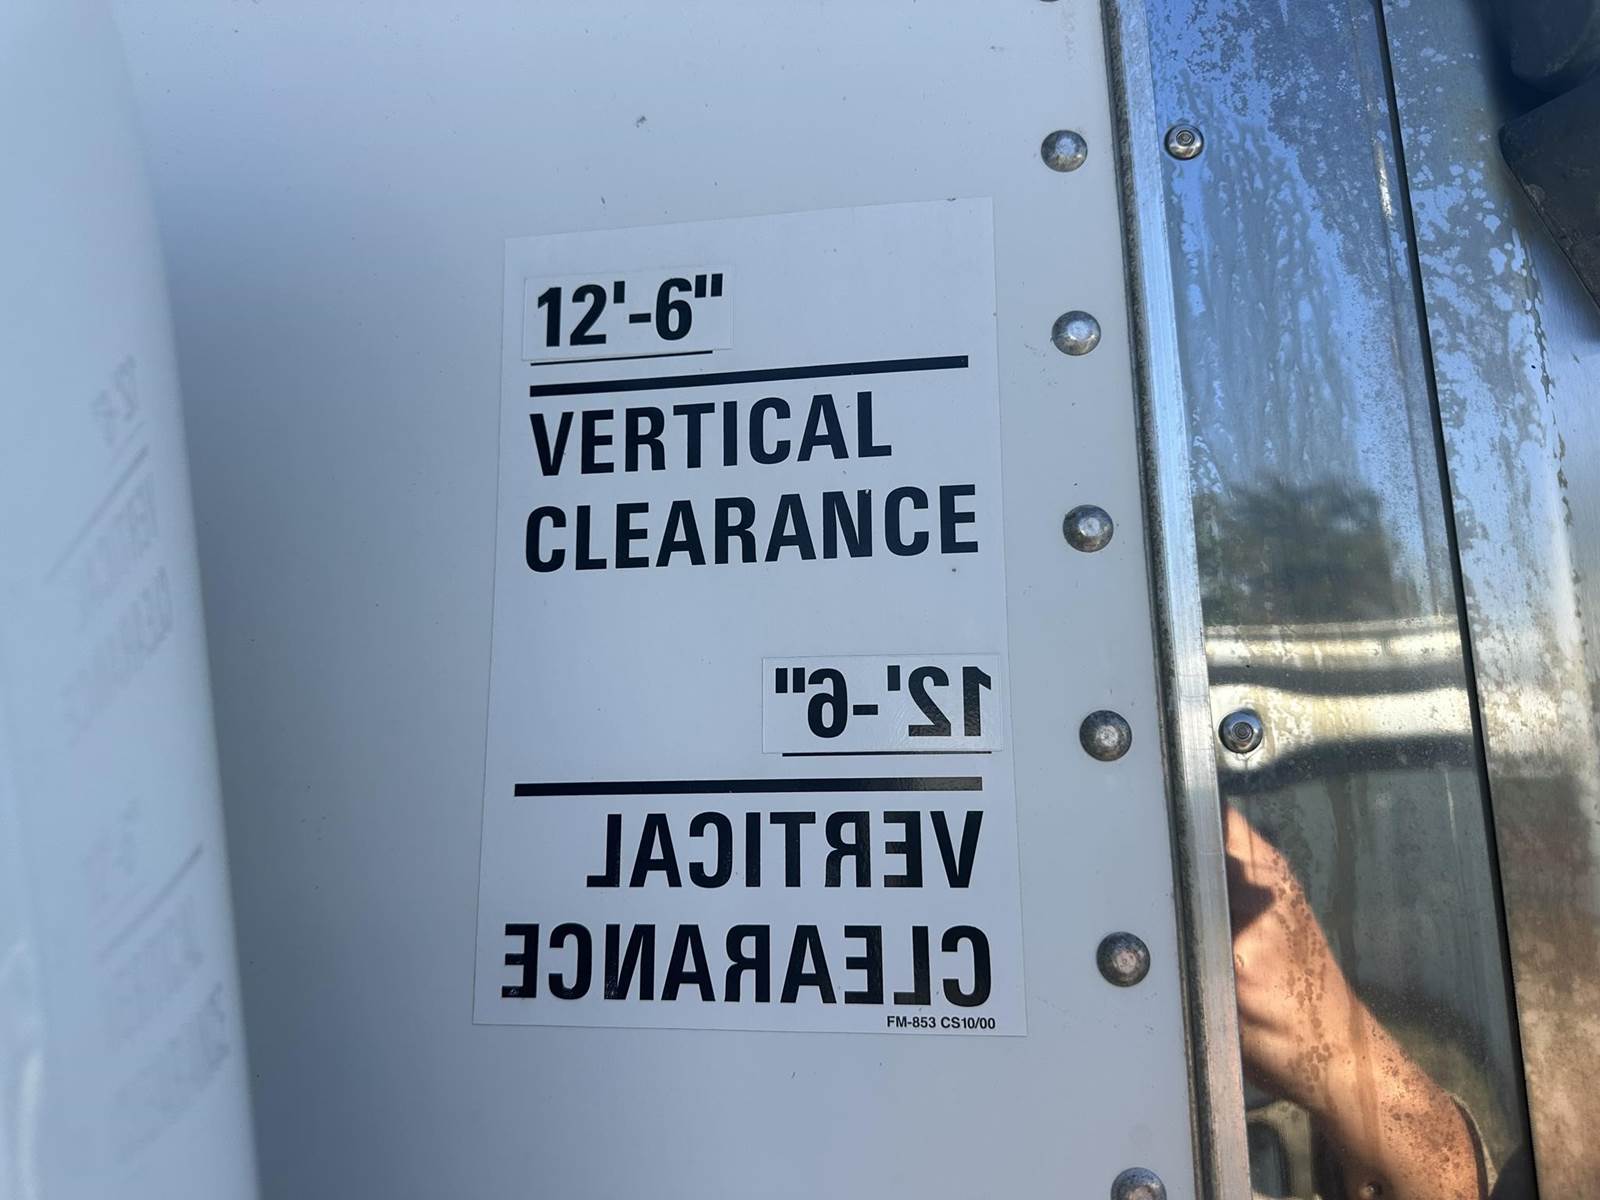 12'-6"
VERTICAL
CLEARANCE
12'-6"
VERTICAL
CLEARANCE
FM-853 CS10/00